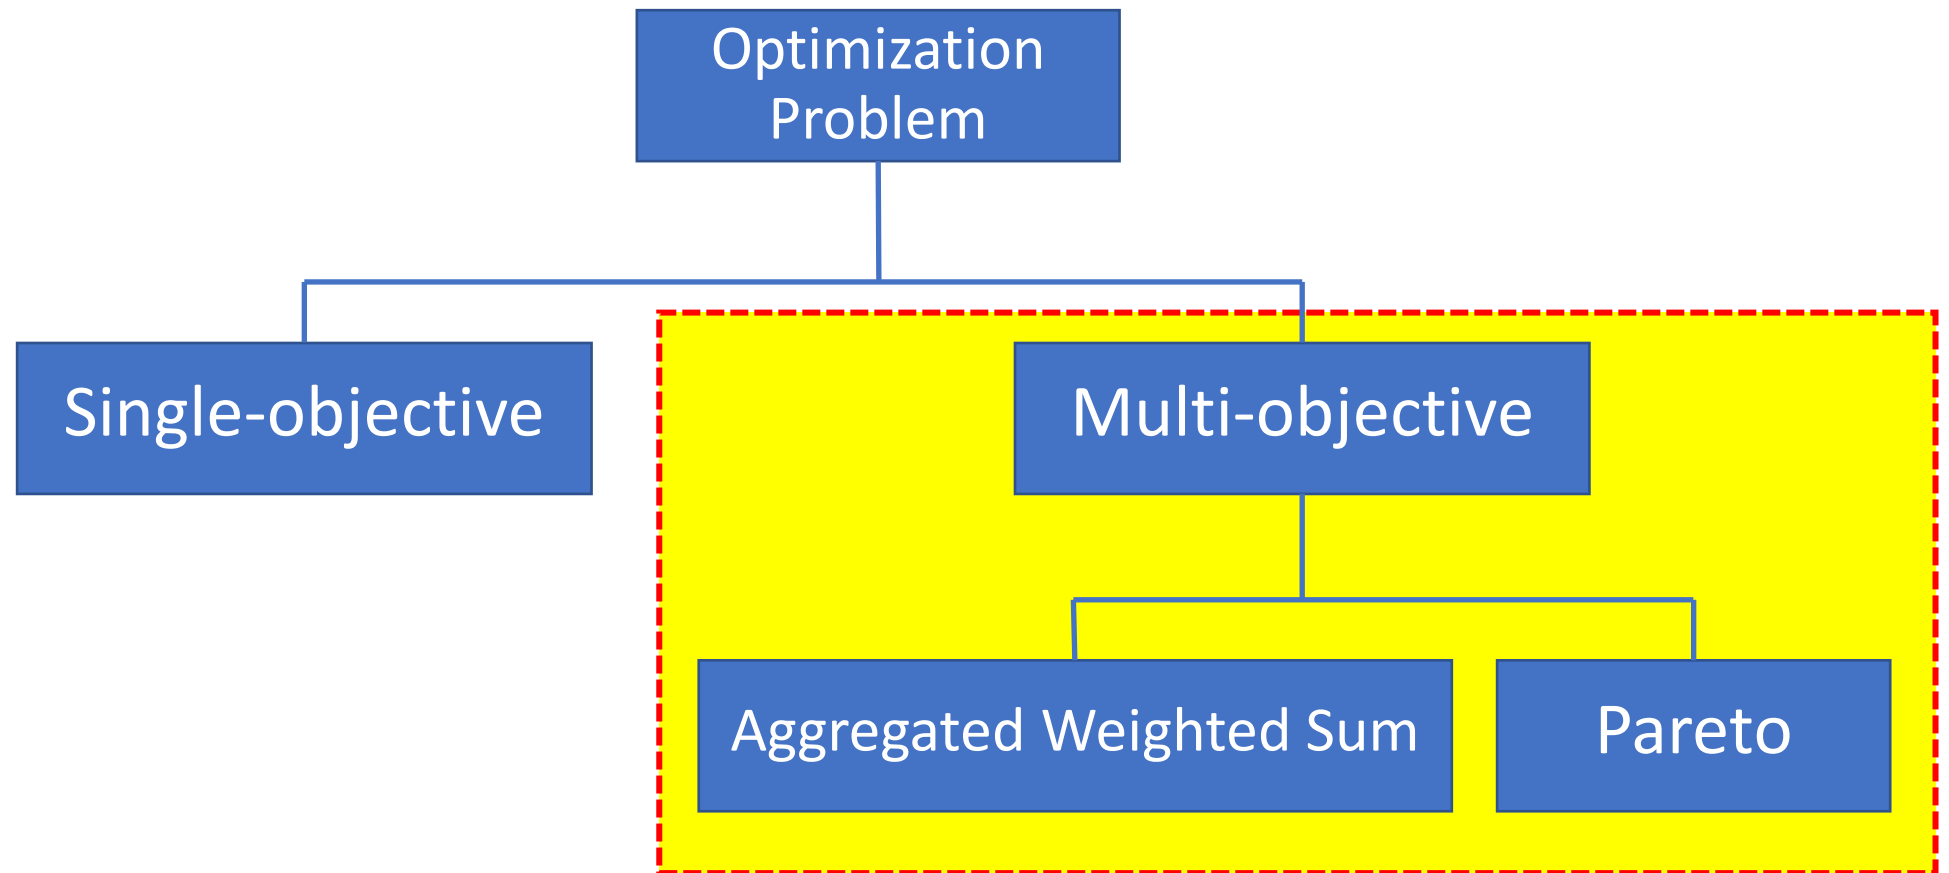 Optimization
Problem
Single-objective
Multi-objective
Aggregated Weighted Sum
Pareto